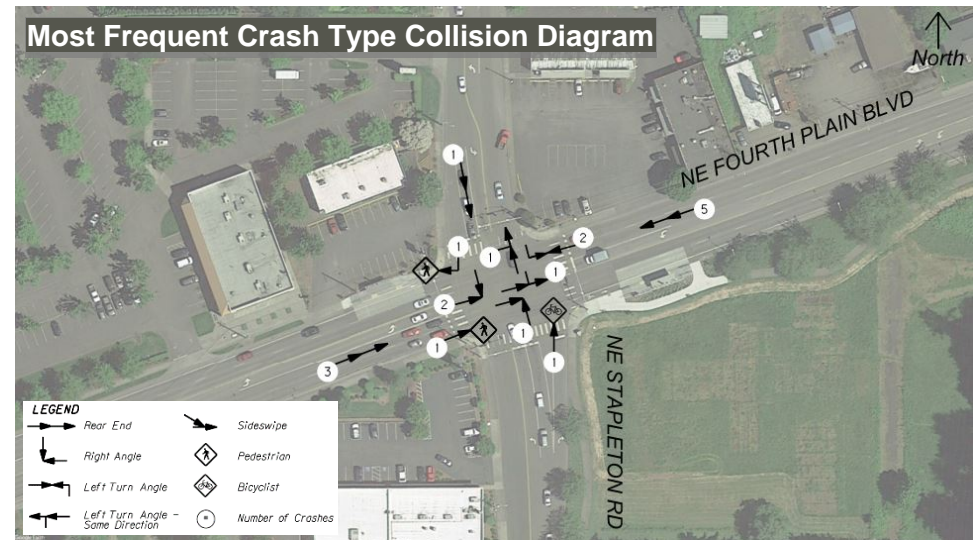 Most Frequent Crash Type Collision Diagram
North
NE FOURTH PLAIN BLVD
1
5
2
1
1
1
2
1
1
1
3
NE STAPLETON RD
LEGEND
Rear End
Sideswipe
Right Angle
Pedestrian
Left Turn Angle
Bicyclist
Left Turn Angle -
Same Direction
Number of Crashes
Google Earth